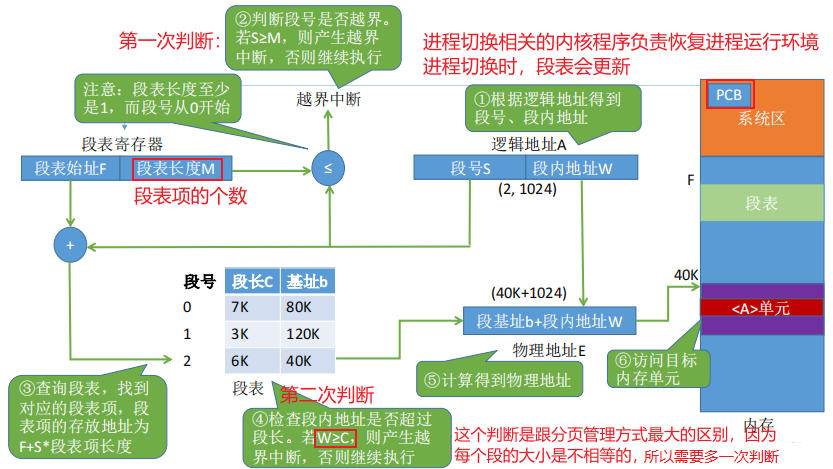 第一次判断:
②判断段号是否越界。
若S≥M，则产生越界
中断，否则继续执行
进程切换相关的内核程序负责恢复进程运行环境
进程切换时，段表会更新
注意：段表长度至少
是1，而段号从0开始
越界中断
①根据逻辑地址得到
段号、段内地址
PCB
系统区
段表寄存器
段表始址F
段表长度M
≤
逻辑地址A
段号S
段内地址W
(2, 1024)
F
段表
段表项的个数
+
段号
段长C
基址b
0
7K
80K
1
3K
120K
2
6K
40K
段表
(40K+1024)
段基址b+段内地址W
物理地址E
40K
<A>单元
③查询段表，找到
对应的段表项，段
表项的存放地址为
F+S*段表项长度
第二次判断
④检查段内地址是否超过
段长。若W≥C，则产生越
界中断，否则继续执行
⑤计算得到物理地址
⑥访问目标
内存单元
内存
这个判断是跟分页管理方式最大的区别，因为
每个段的大小是不相等的，所以需要多一次判断